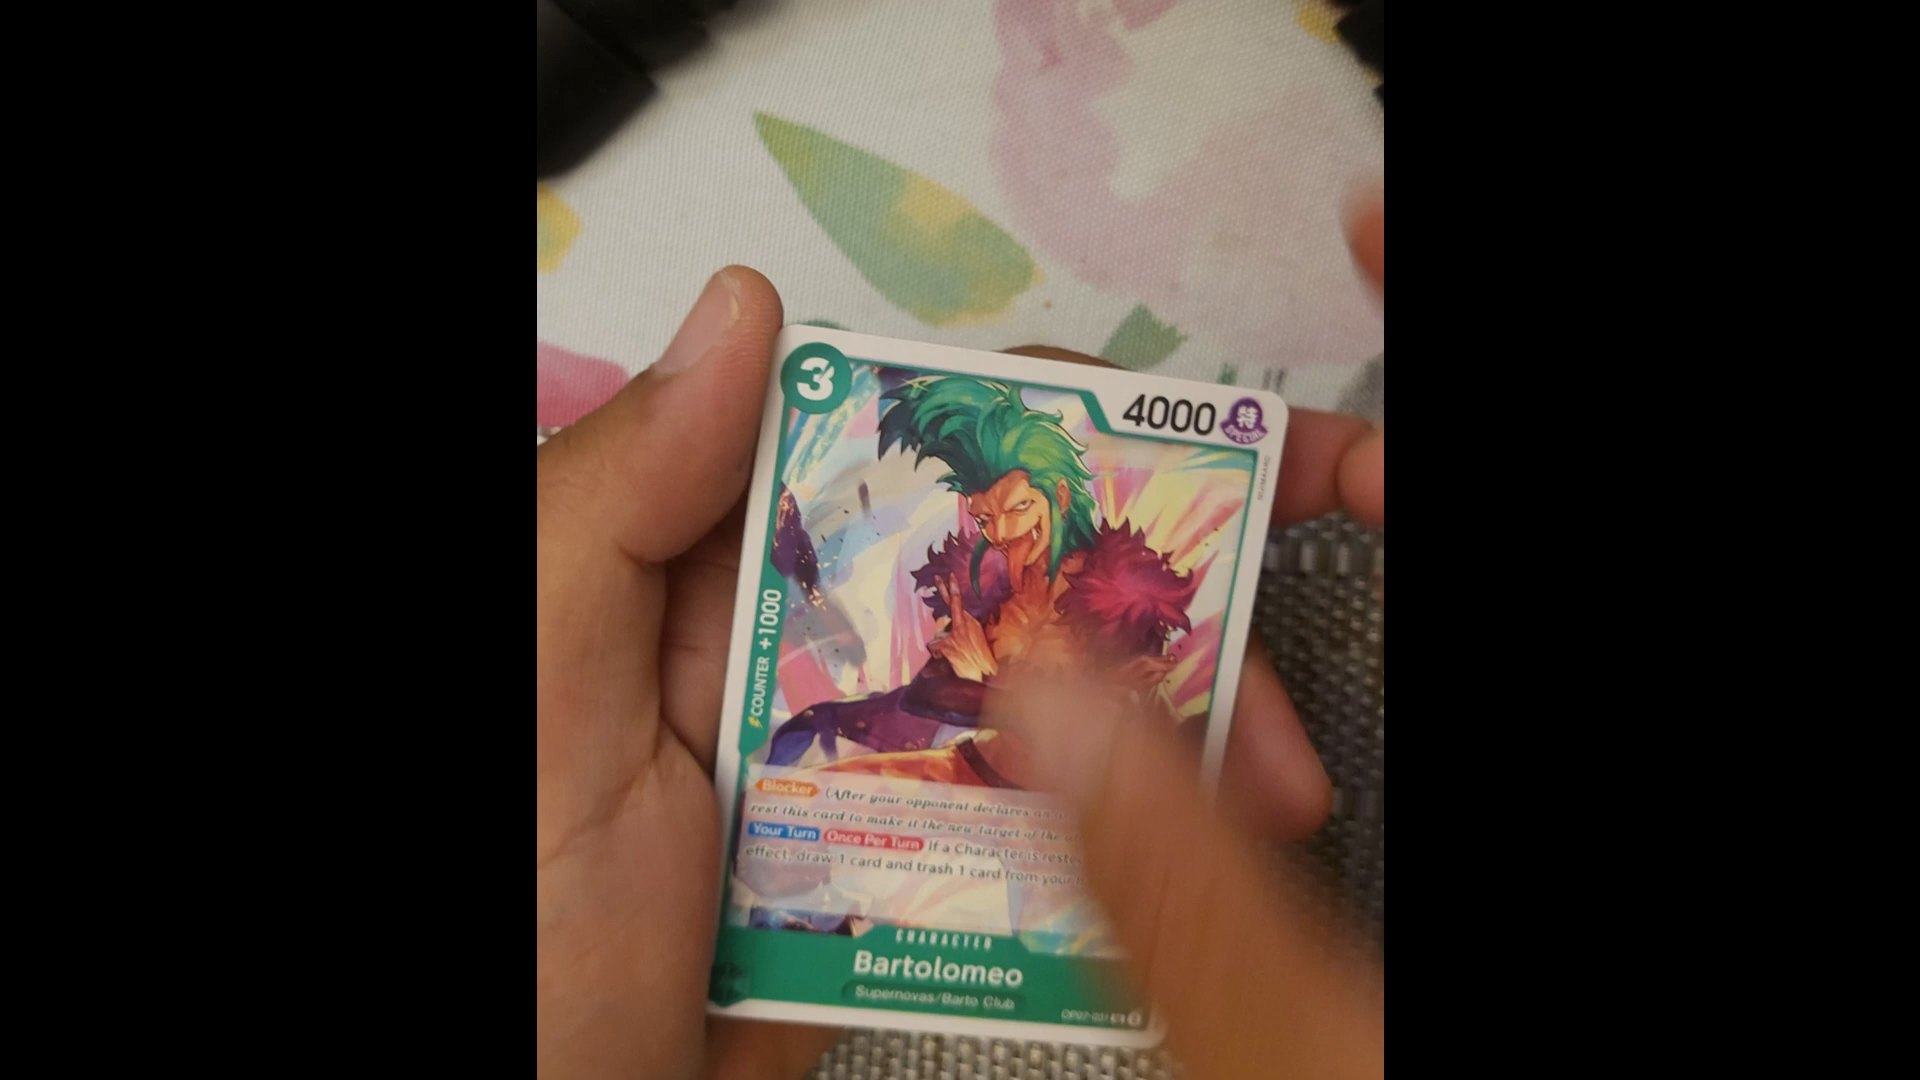 3
4000
特
SPECIAL
COUNTER +1000
Blocker (After your opponent declares an
rest this card to make it the new target of the
Your Turn Once Per Turn If a Character is
effect, draw 1 card and trash 1 card from your
CHARACTER
Bartolomeo
Supernovas/Barto Club